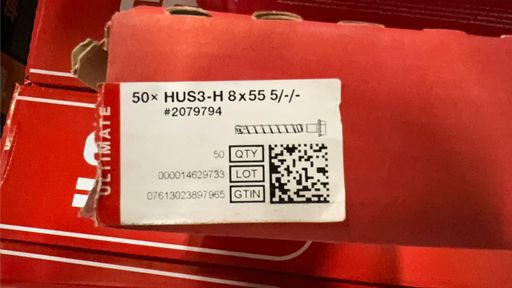 50× HUS3-H 8x55 5/-/-
#2079794
ULTIMATE
50 QTY
000014629733 LOT
07613023897965 GTIN